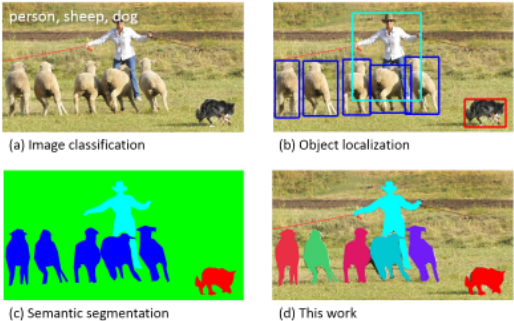 person, sheep, dog
(a) Image classification
(b) Object localization
(c) Semantic segmentation
(d) This work